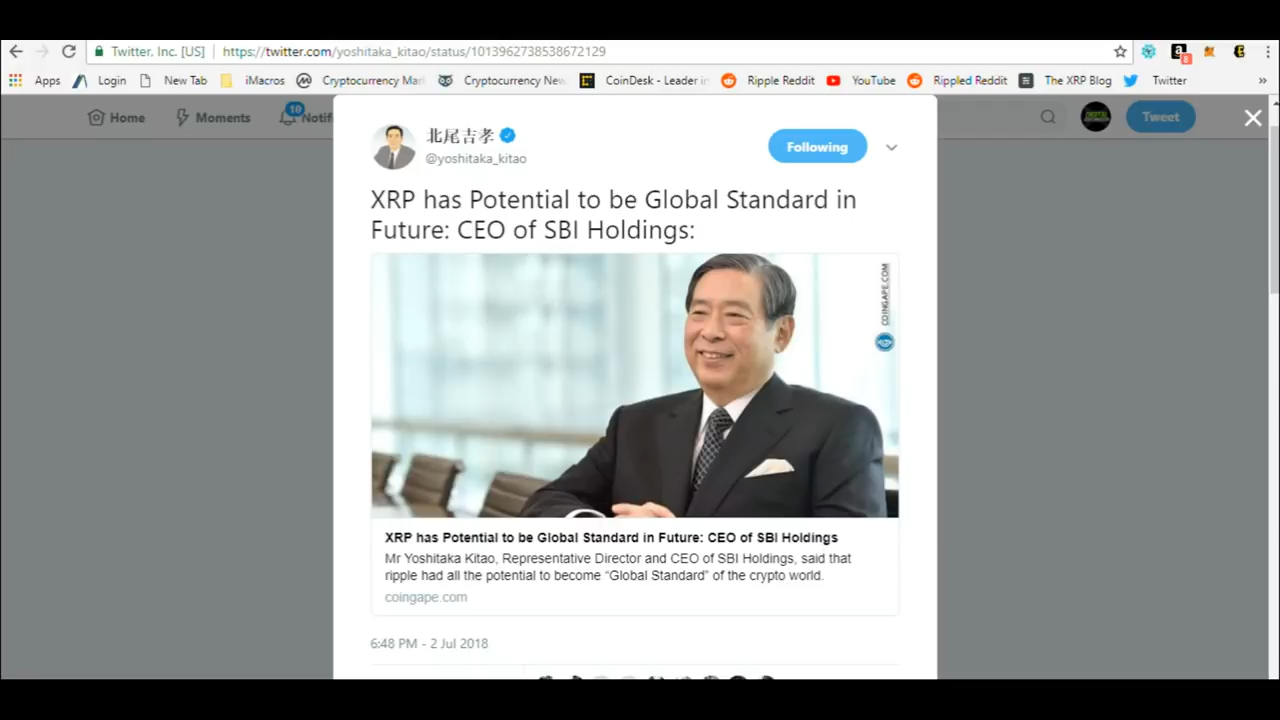 Twitter, Inc. [US]
https://twitter.com/yoshitaka_kitao/status/1013962738538672129
Apps
Login
New Tab
iMacros
Cryptocurrency Mar
Cryptocurrency New
CoinDesk - Leader in
Ripple Reddit
YouTube
Rippled Reddit
The XRP Blog
Twitter
»
8
Home
Moments
10
Notifi
Tweet
北尾吉孝
@yoshitaka_kitao
Following
XRP has Potential to be Global Standard in
Future: CEO of SBI Holdings:
COINGAPE.COM
XRP has Potential to be Global Standard in Future: CEO of SBI Holdings
Mr Yoshitaka Kitao, Representative Director and CEO of SBI Holdings, said that
ripple had all the potential to become “Global Standard” of the crypto world.
coingape.com
6:48 PM - 2 Jul 2018